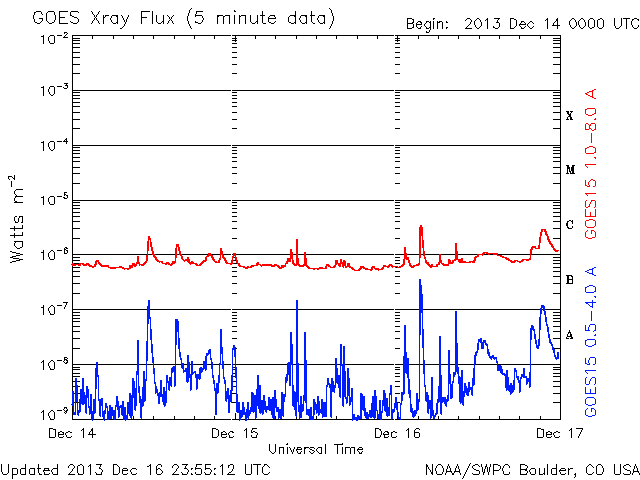 GOES Xray Flux (5 minute data)
Begin: 2013 Dec 14 0000 UTC
10-2
10-3
10-4
10-5
10-6
10-7
10-8
10-9
Watts m-2
X
M
C
B
A
GOES15 1.0-8.0 A
GOES15 0.5-4.0 A
Dec 14
Dec 15
Dec 16
Dec 17
Universal Time
Updated 2013 Dec 16 23:55:12 UTC
NOAA/SWPC Boulder, CO USA